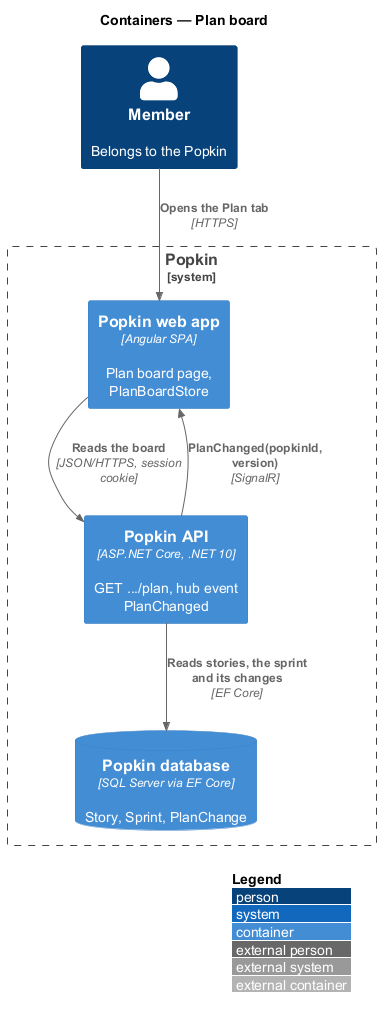 Containers — Plan board
Member
Belongs to the Popkin
Opens the Plan tab
[HTTPS]
Popkin
[system]
Popkin web app
[Angular SPA]
Plan board page,
PlanBoardStore
Reads the board
[JSON/HTTPS, session
cookie]
PlanChanged(popkinId,
version)
[SignalR]
Popkin API
[ASP.NET Core, .NET 10]
GET .../plan, hub event
PlanChanged
Reads stories, the sprint
and its changes
[EF Core]
Popkin database
[SQL Server via EF Core]
Story, Sprint, PlanChange
Legend
person
system
container
external person
external system
external container